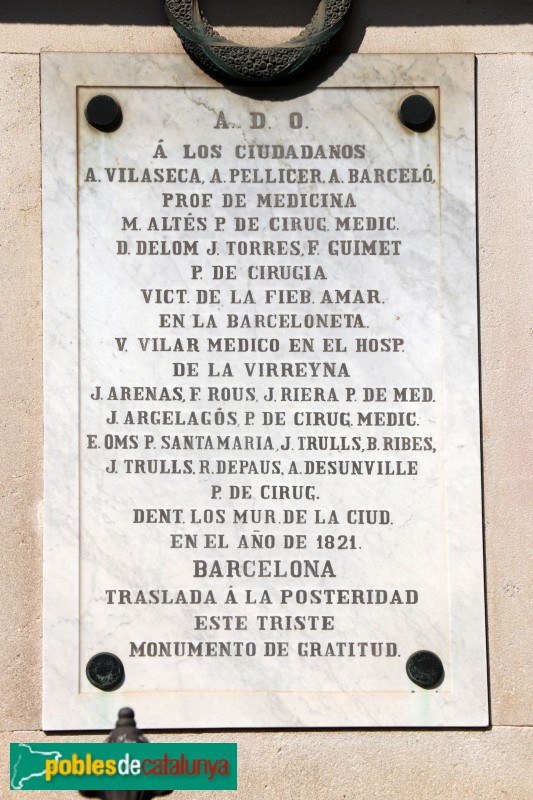 A. D. O.
Á LOS CIUDADANOS
A. VILASECA, A. PELLICER, A. BARCELÓ,
PROF DE MEDICINA
M. ALTÉS P. DE CIRUG. MEDIC.
D. DELOM J. TORRES, F. GUIMET
P. DE CIRUGIA
VICT. DE LA FIEB. AMAR.
EN LA BARCELONETA.
V. VILAR MEDICO EN EL HOSP.
DE LA VIRREYNA
J. ARENAS, F. ROUS, J. RIERA P. DE MED.
J. ARGELAGÓS, P. DE CIRUG. MEDIC.
E. OMS P. SANTAMARIA, J. TRULLS, B. RIBES,
J. TRULLS, R. DEPAUS, A. DESUNVILLE
P. DE CIRUG.
DENT. LOS MUR. DE LA CIUD.
EN EL AÑO DE 1821.
BARCELONA
TRASLADA Á LA POSTERIDAD
ESTE TRISTE
MONUMENTO DE GRATITUD.
poblesdecatalunya